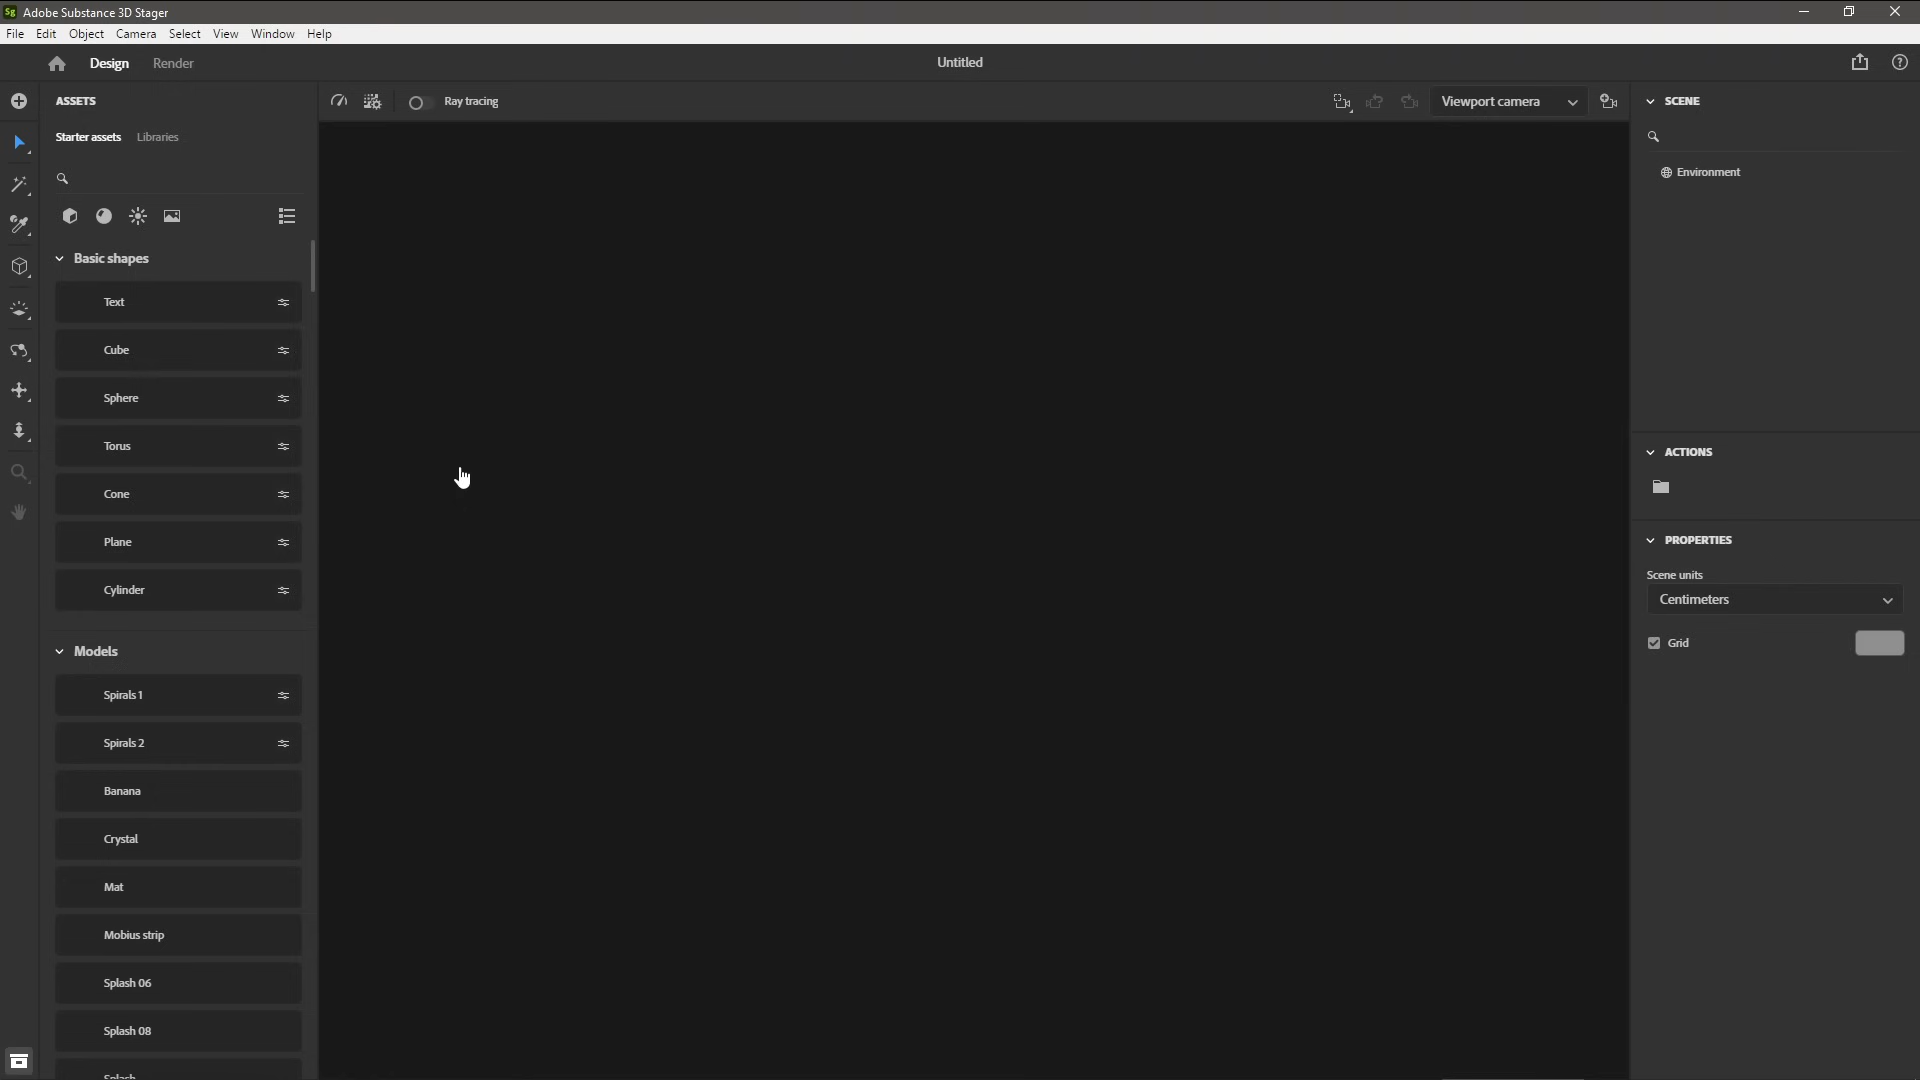 Sg Adobe Substance 3D Stager
File Edit Object Camera Select View Window Help
Design Render Untitled
ASSETS
Starter assets Libraries
Basic shapes
Text
Cube
Sphere
Torus
Cone
Plane
Cylinder
Models
Spirals 1
Spirals 2
Banana
Crystal
Mat
Mobius strip
Splash 06
Splash 08
Splash
Ray tracing
Viewport camera
SCENE
Environment
ACTIONS
PROPERTIES
Scene units
Centimeters
Grid